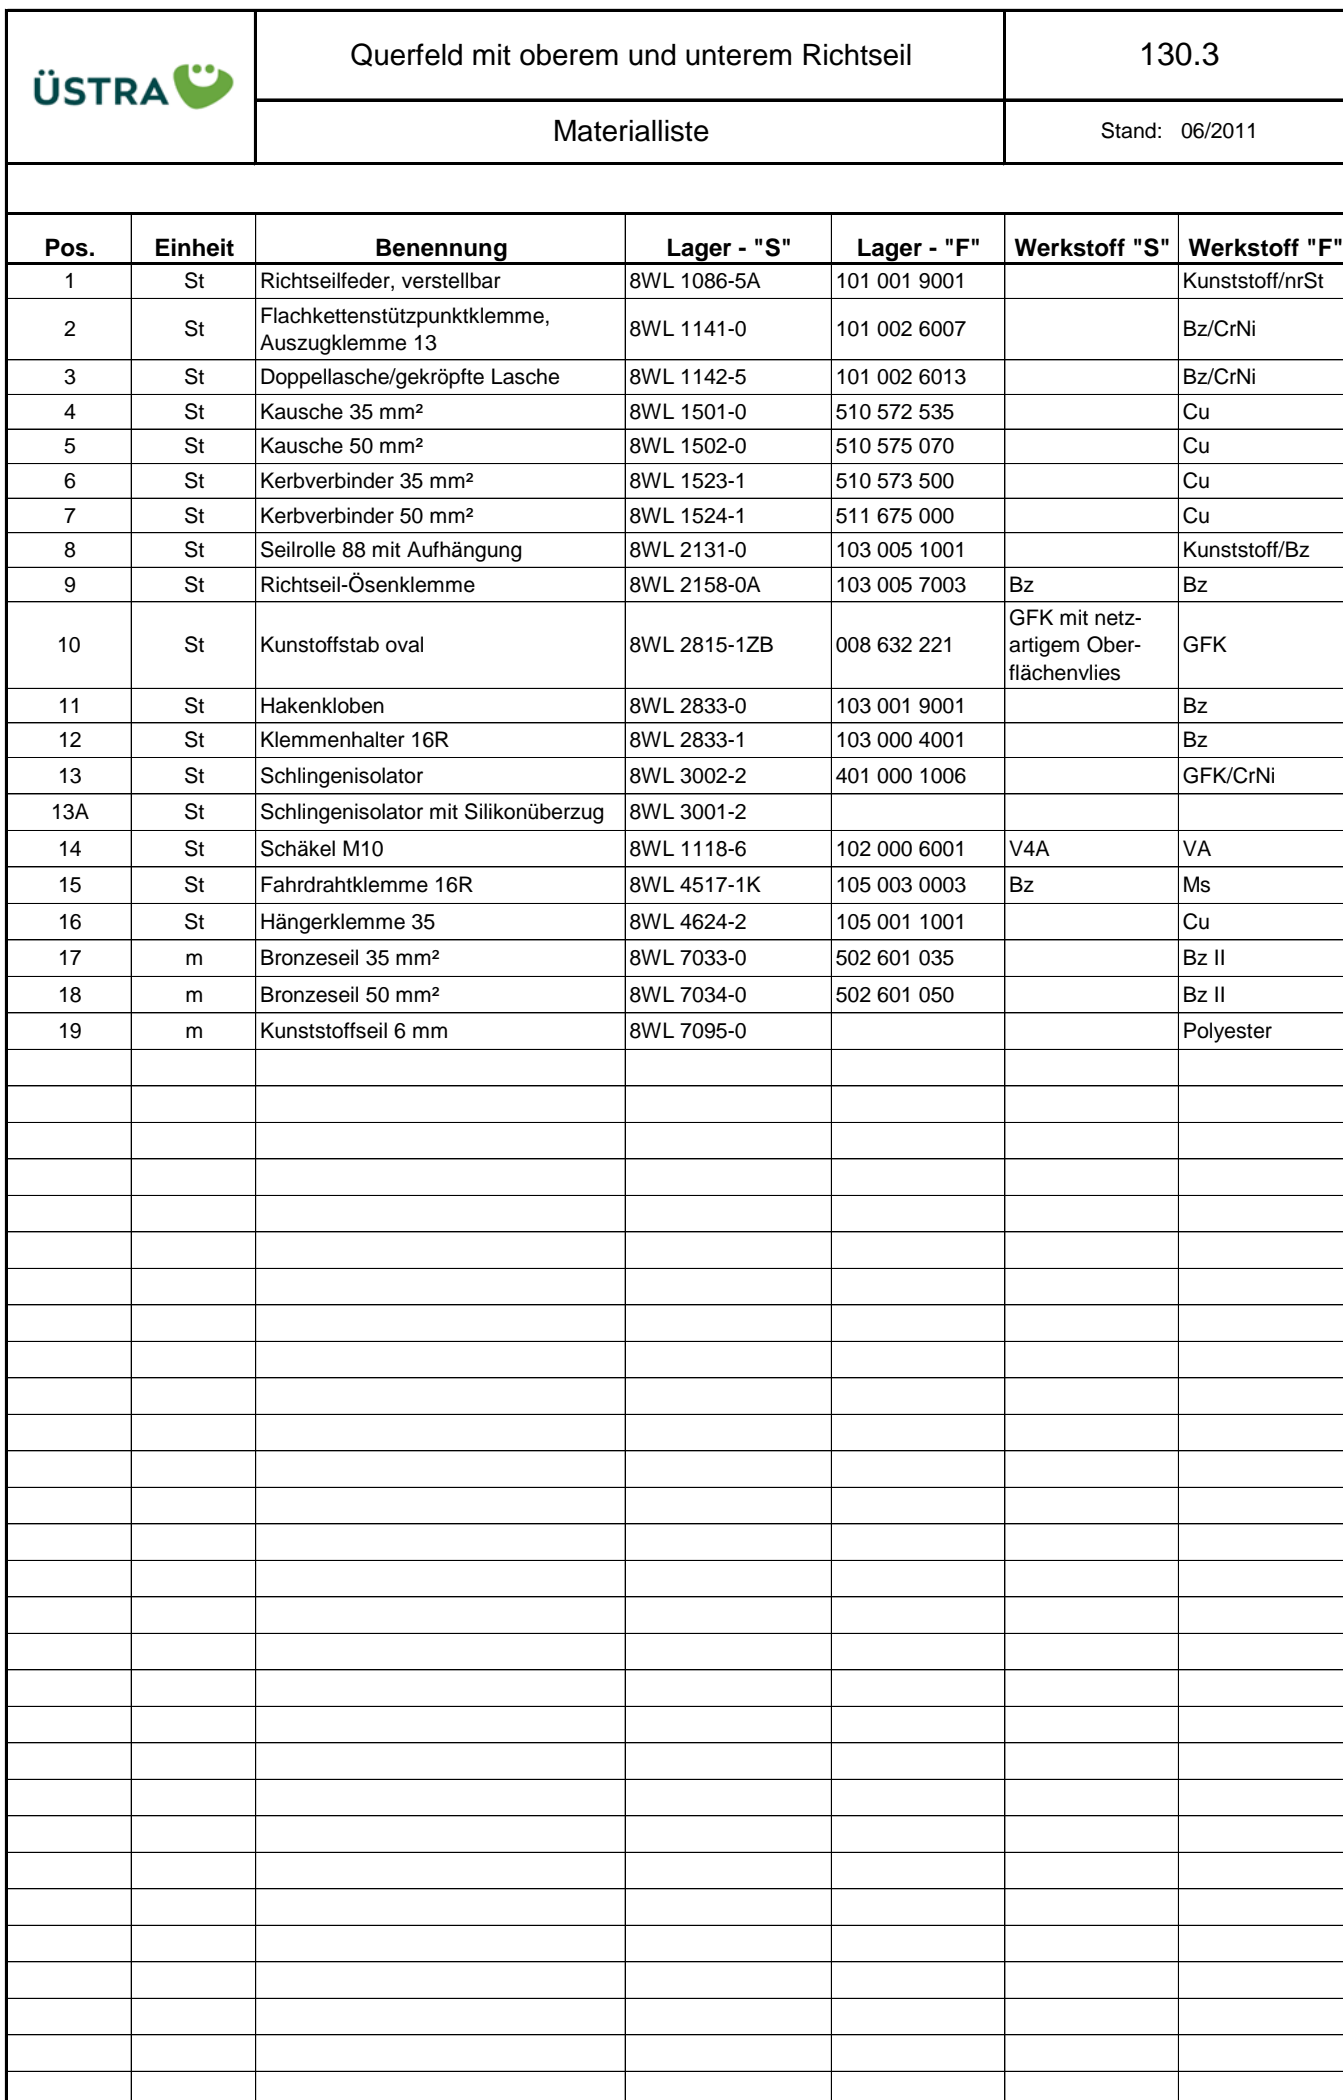 ÜSTRA
Querfeld mit oberem und unterem Richtseil
130.3
Materialliste
Stand: 06/2011
Pos. Einheit Benennung Lager - "S" Lager - "F" Werkstoff "S" Werkstoff "F"
1 St Richtseilfeder, verstellbar 8WL 1086-5A 101 001 9001 Kunststoff/nrSt
2 St Flachkettenstützpunktklemme,
Auszugklemme 13 8WL 1141-0 101 002 6007 Bz/CrNi
3 St Doppellasche/gekröpfte Lasche 8WL 1142-5 101 002 6013 Bz/CrNi
4 St Kausche 35 mm² 8WL 1501-0 510 572 535 Cu
5 St Kausche 50 mm² 8WL 1502-0 510 575 070 Cu
6 St Kerbverbinder 35 mm² 8WL 1523-1 510 573 500 Cu
7 St Kerbverbinder 50 mm² 8WL 1524-1 511 675 000 Cu
8 St Seilrolle 88 mit Aufhängung 8WL 2131-0 103 005 1001 Kunststoff/Bz
9 St Richtseil-Ösenklemme 8WL 2158-0A 103 005 7003 Bz Bz
10 St Kunstoffstab oval 8WL 2815-1ZB 008 632 221 GFK mit netz-
artigem Ober-
flächenvlies GFK
11 St Hakenkloben 8WL 2833-0 103 001 9001 Bz
12 St Klemmenhalter 16R 8WL 2833-1 103 000 4001 Bz
13 St Schlingenisolator 8WL 3002-2 401 000 1006 GFK/CrNi
13A St Schlingenisolator mit Silikonüberzug 8WL 3001-2
14 St Schäkel M10 8WL 1118-6 102 000 6001 V4A VA
15 St Fahrdrahtklemme 16R 8WL 4517-1K 105 003 0003 Bz Ms
16 St Hängerklemme 35 8WL 4624-2 105 001 1001 Cu
17 m Bronzeseil 35 mm² 8WL 7033-0 502 601 035 Bz II
18 m Bronzeseil 50 mm² 8WL 7034-0 502 601 050 Bz II
19 m Kunststoffseil 6 mm 8WL 7095-0 Polyester